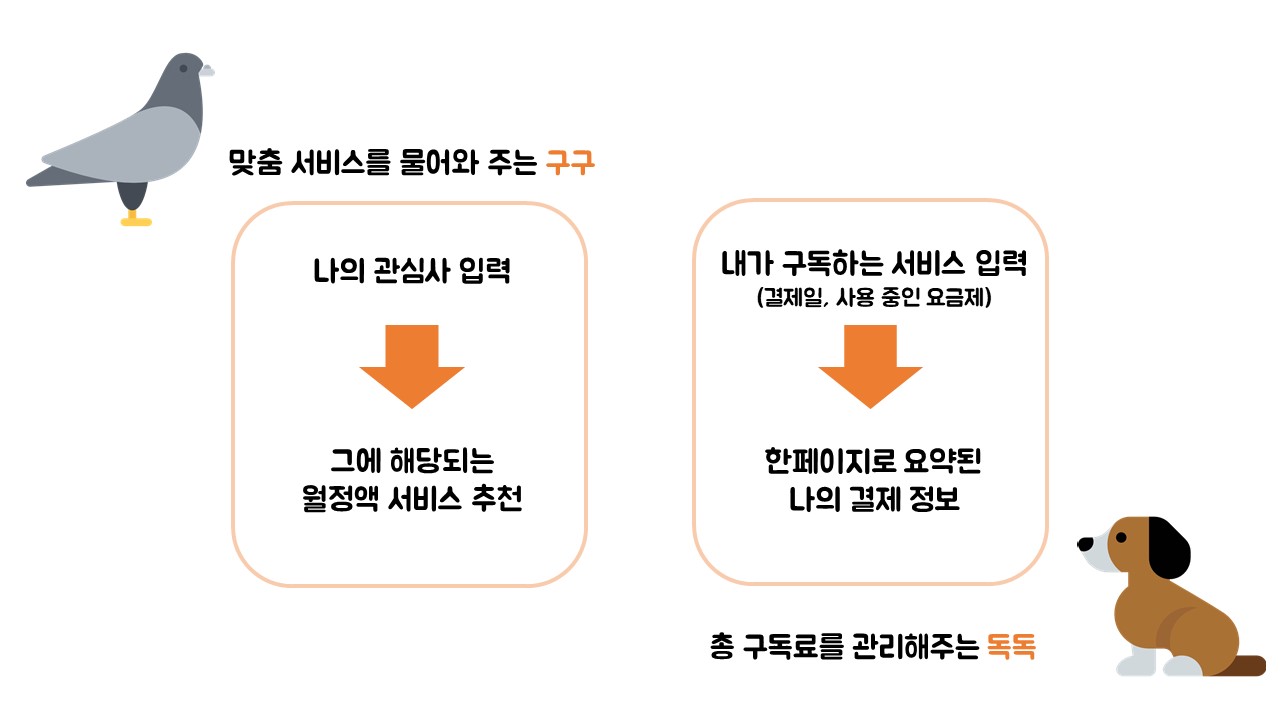 맞춤 서비스를 물어와 주는 구구
나의 관심사 입력
그에 해당되는
월정액 서비스 추천
내가 구독하는 서비스 입력
(결제일, 사용 중인 요금제)
한페이지로 요약된
나의 결제 정보
총 구독료를 관리해주는 독독